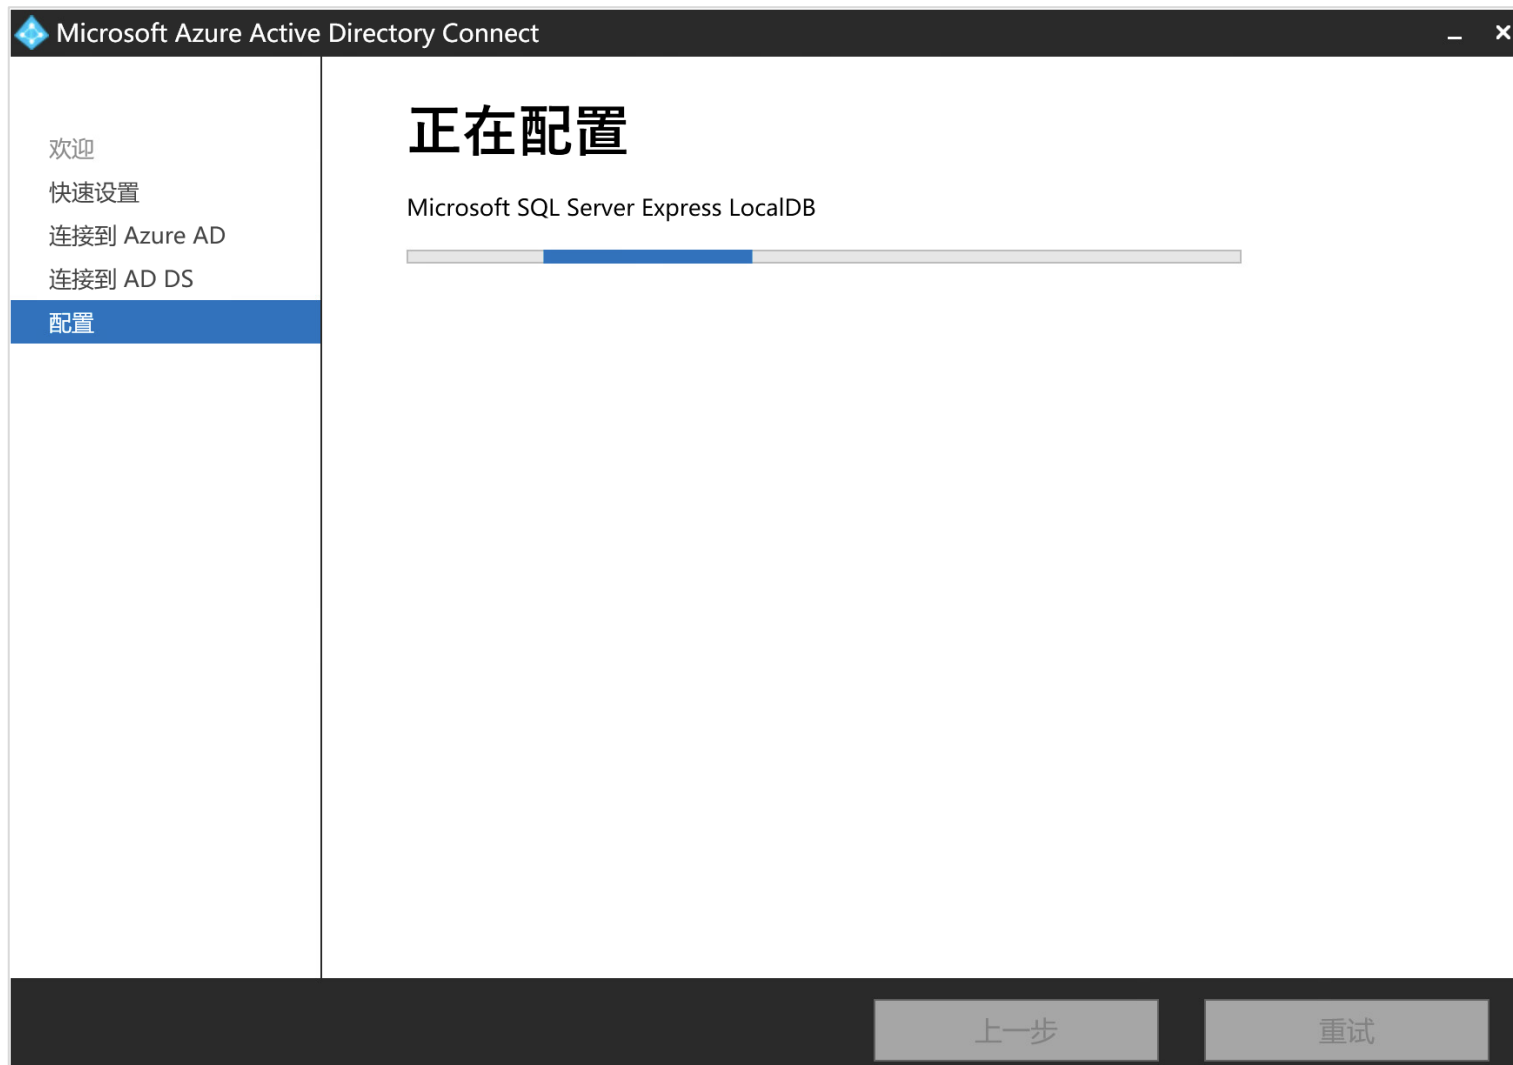 Microsoft Azure Active Directory Connect
欢迎
快速设置
连接到 Azure AD
连接到 AD DS
配置
正在配置
Microsoft SQL Server Express LocalDB
上一步
重试